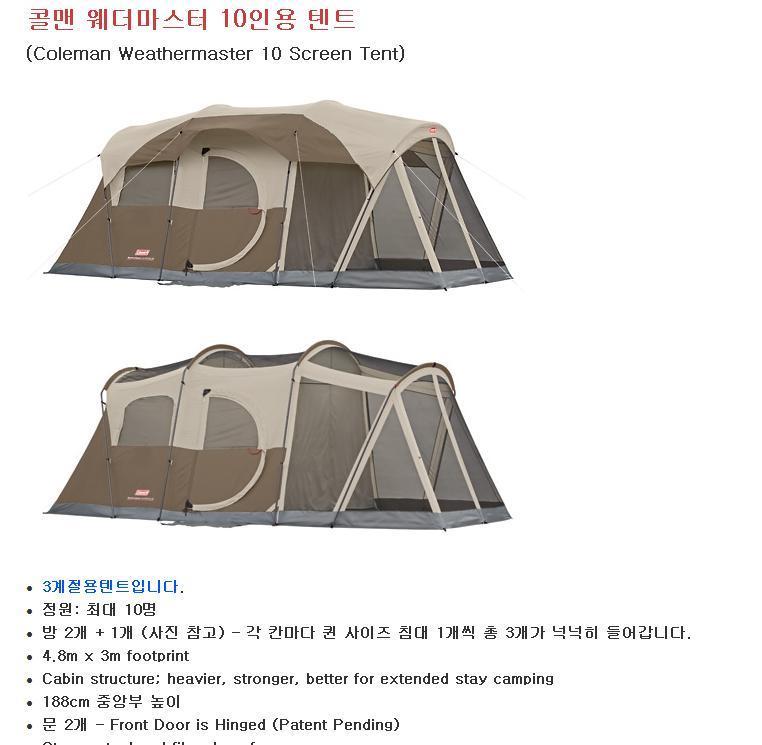 콜맨 웨더마스터 10인용 텐트
(Coleman Weathermaster 10 Screen Tent)
Coleman
Coleman
• 3계절용텐트입니다.
• 정원: 최대 10명
• 방 2개 + 1개 (사진 참고) - 각 칸마다 퀸 사이즈 침대 1개씩 총 3개가 넉넉히 들어갑니다.
• 4.8m x 3m footprint
• Cabin structure; heavier, stronger, better for extended stay camping
• 188cm 중앙부 높이
• 문 2개 - Front Door is Hinged (Patent Pending)